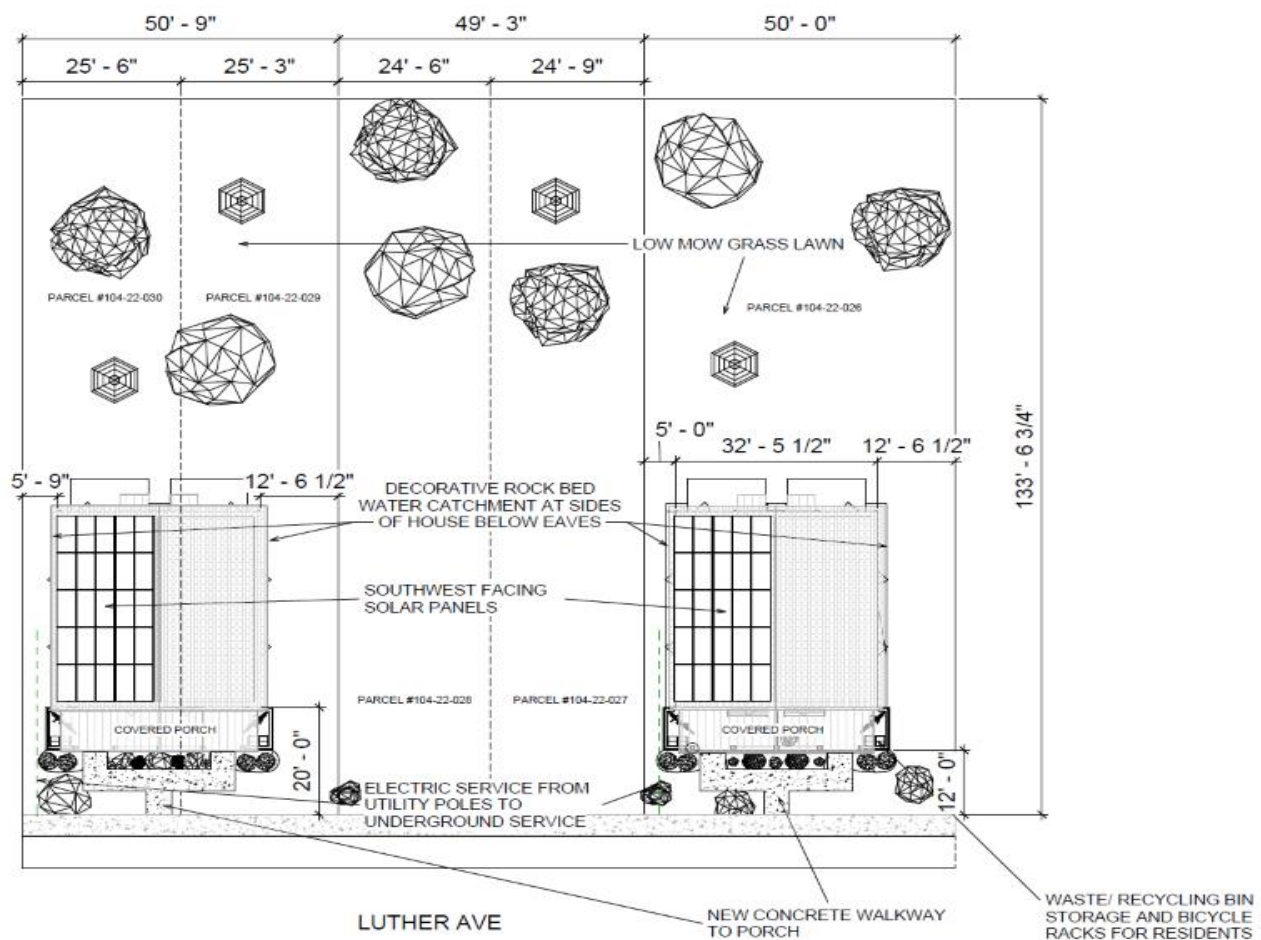 50' - 9"
49' - 3"
50' - 0"
25' - 6"
25' - 3"
24' - 6"
24' - 9"
LOW MOW GRASS LAWN
PARCEL #104-22-030
PARCEL #104-22-029
PARCEL #104-22-026
133' - 6 3/4"
5' - 0"
32' - 5 1/2"
12' - 6 1/2"
5' - 9"
12' - 6 1/2"
DECORATIVE ROCK BED
WATER CATCHMENT AT SIDES
OF HOUSE BELOW EAVES
SOUTHWEST FACING
SOLAR PANELS
PARCEL #104-22-028
PARCEL #104-22-027
COVERED PORCH
COVERED PORCH
20' - 0"
12' - 0"
ELECTRIC SERVICE FROM
UTILITY POLES TO
UNDERGROUND SERVICE
LUTHER AVE
NEW CONCRETE WALKWAY
TO PORCH
WASTE/ RECYCLING BIN
STORAGE AND BICYCLE
RACKS FOR RESIDENTS